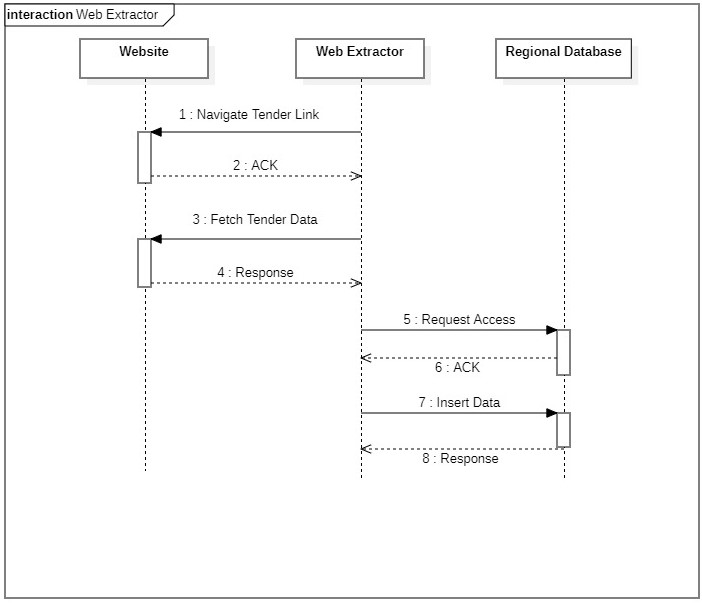 interaction Web Extractor
Website
Web Extractor
Regional Database
1 : Navigate Tender Link
2 : ACK
3 : Fetch Tender Data
4 : Response
5 : Request Access
6 : ACK
7 : Insert Data
8 : Response